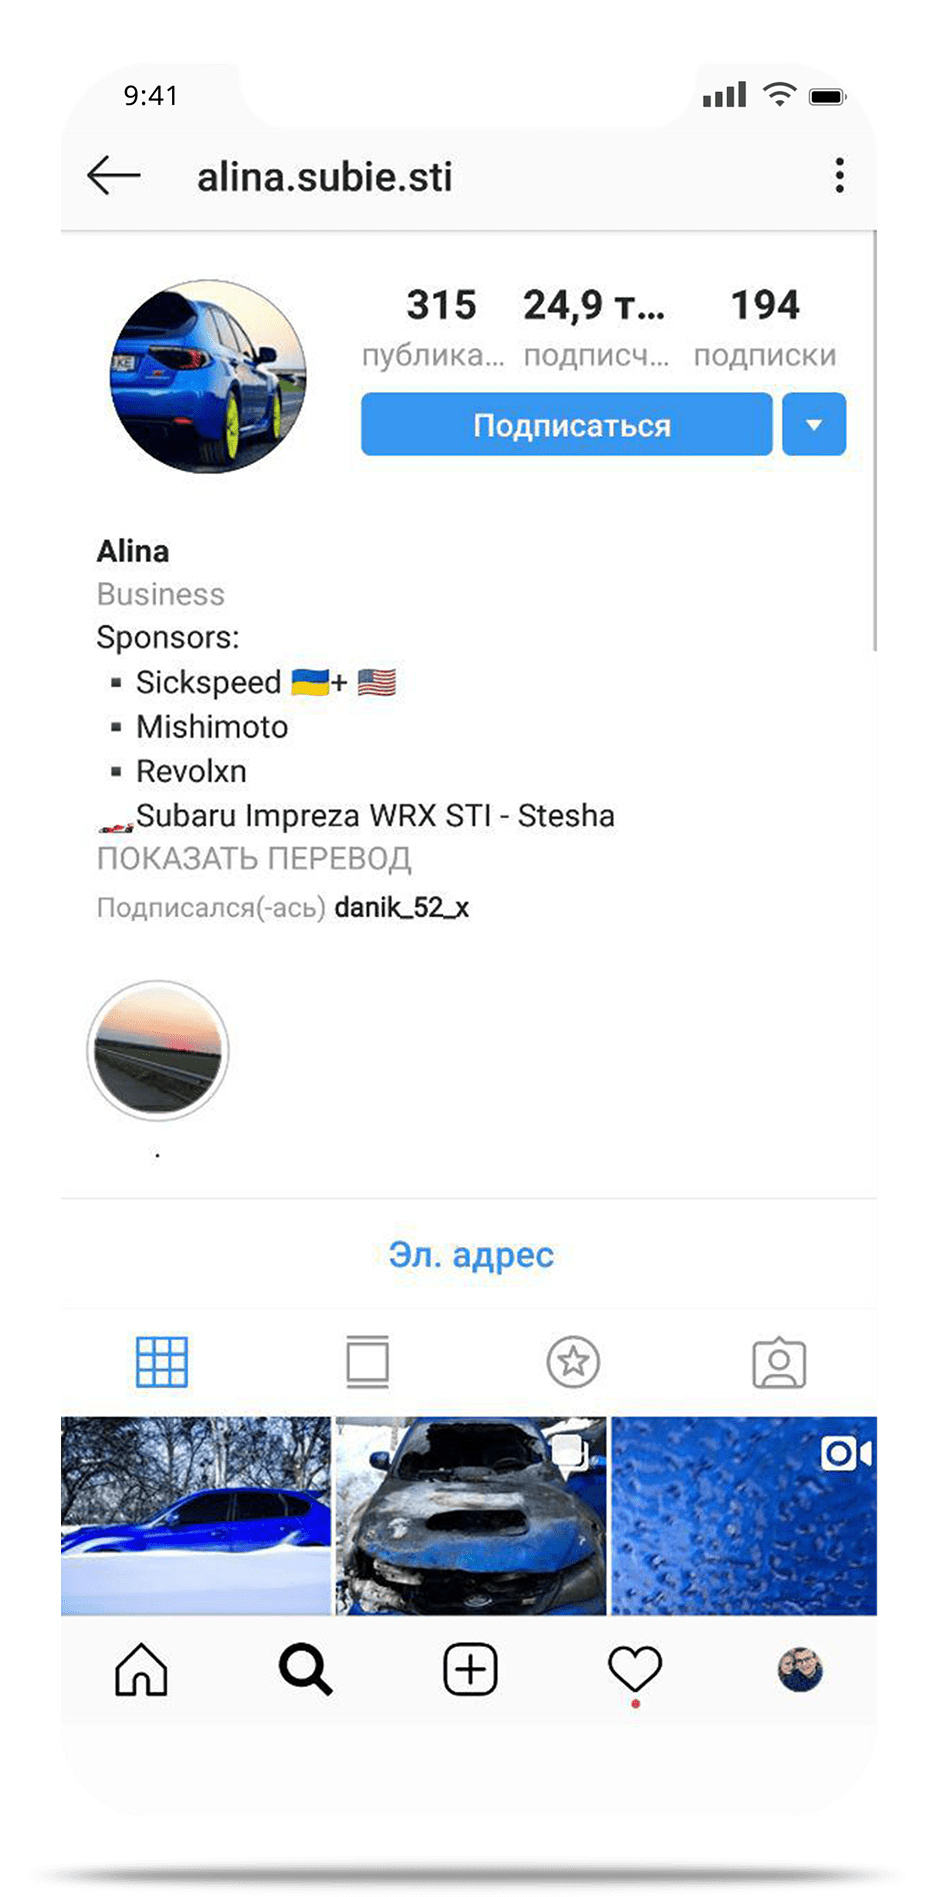 9:41
alina.subie.sti
315 24,9 т... 194
публика... подписч... подписки
Подписаться
Alina
Business
Sponsors:
▪ Sickspeed 🇺🇦+ 🇺🇸
▪ Mishimoto
▪ Revolxn
🏎Subaru Impreza WRX STI - Stesha
ПОКАЗАТЬ ПЕРЕВОД
Подписался(-ась) danik_52_x
.
Эл. адрес